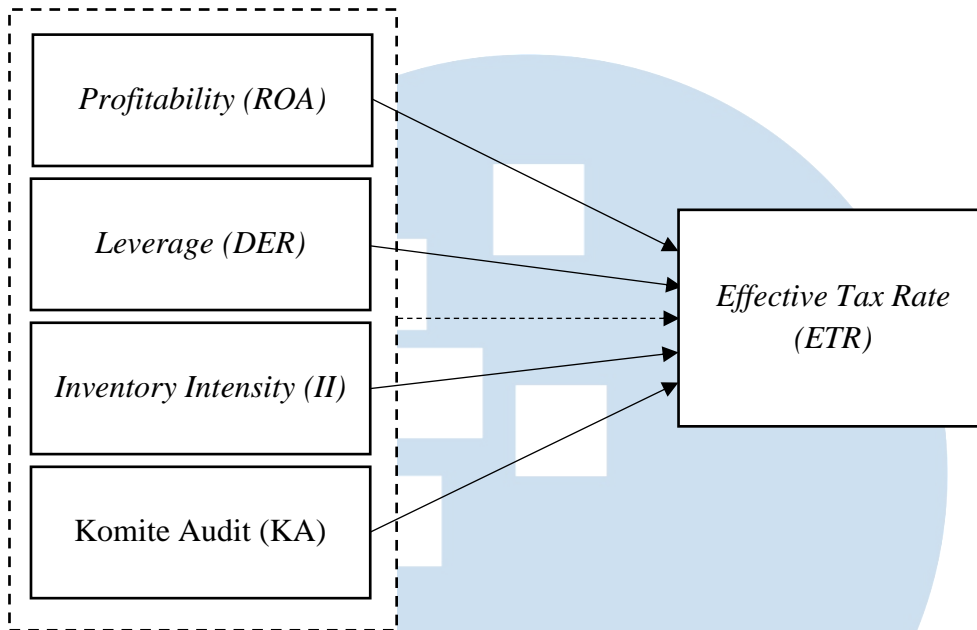 Profitability (ROA)
Leverage (DER)
Inventory Intensity (II)
Komite Audit (KA)
Effective Tax Rate
(ETR)